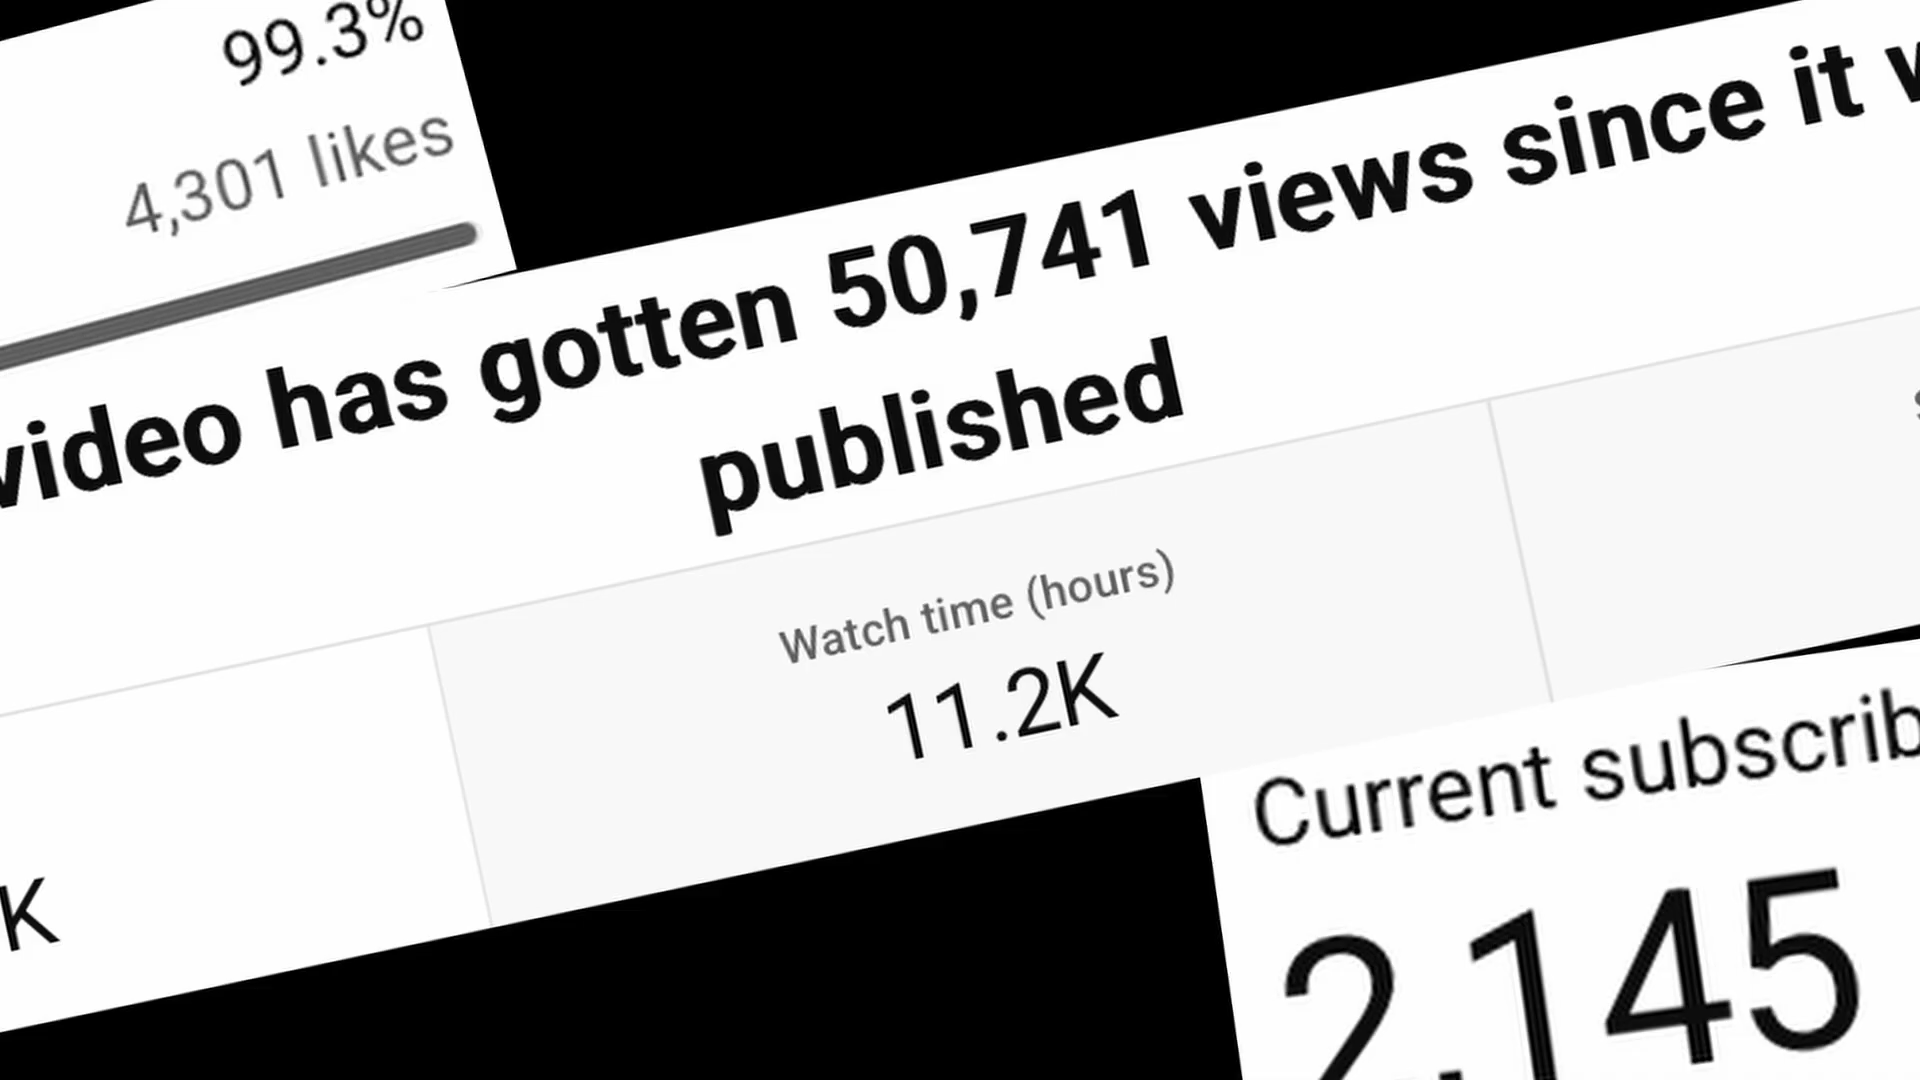 99.3%
4,301 likes
video has gotten 50,741 views since it
published
Watch time (hours)
11.2K
K
Current
2,145